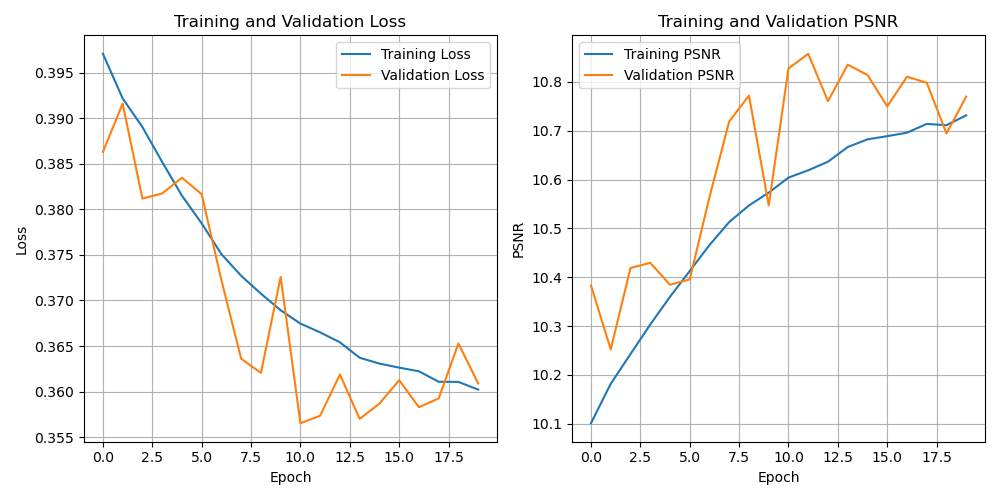 Training and Validation Loss
Training Loss
Validation Loss
0.395
0.390
0.385
0.380
0.375
0.370
0.365
0.360
0.355
Loss
0.0 2.5 5.0 7.5 10.0 12.5 15.0 17.5
Epoch
Training and Validation PSNR
Training PSNR
Validation PSNR
10.8
10.7
10.6
10.5
10.4
10.3
10.2
10.1
PSNR
0.0 2.5 5.0 7.5 10.0 12.5 15.0 17.5
Epoch